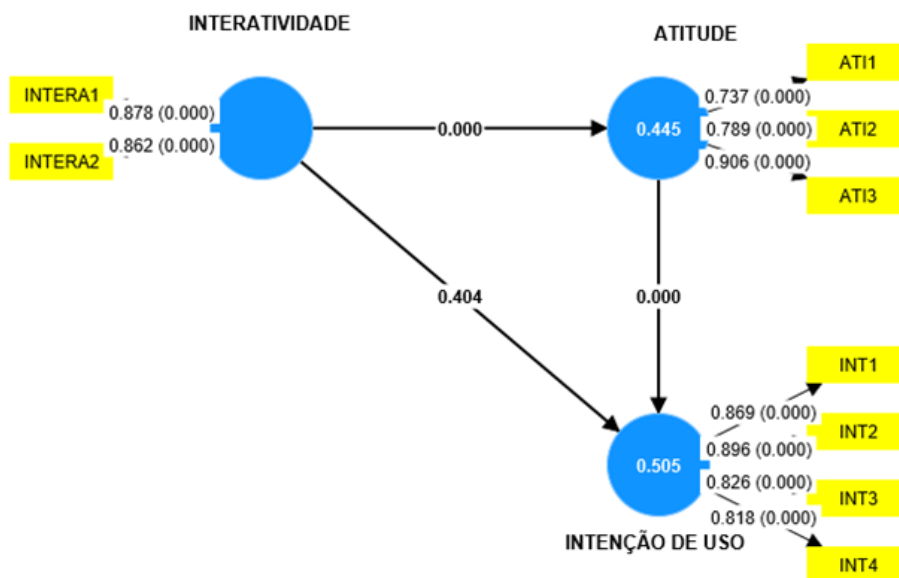 INTERATIVIDADE
ATITUDE
INTERA1
INTERA2
0.878 (0.000)
0.862 (0.000)
0.000
0.445
0.737 (0.000)
0.789 (0.000)
0.906 (0.000)
ATI1
ATI2
ATI3
0.404
0.000
0.505
0.869 (0.000)
0.896 (0.000)
0.826 (0.000)
0.818 (0.000)
INT1
INT2
INT3
INT4
INTENÇÃO DE USO